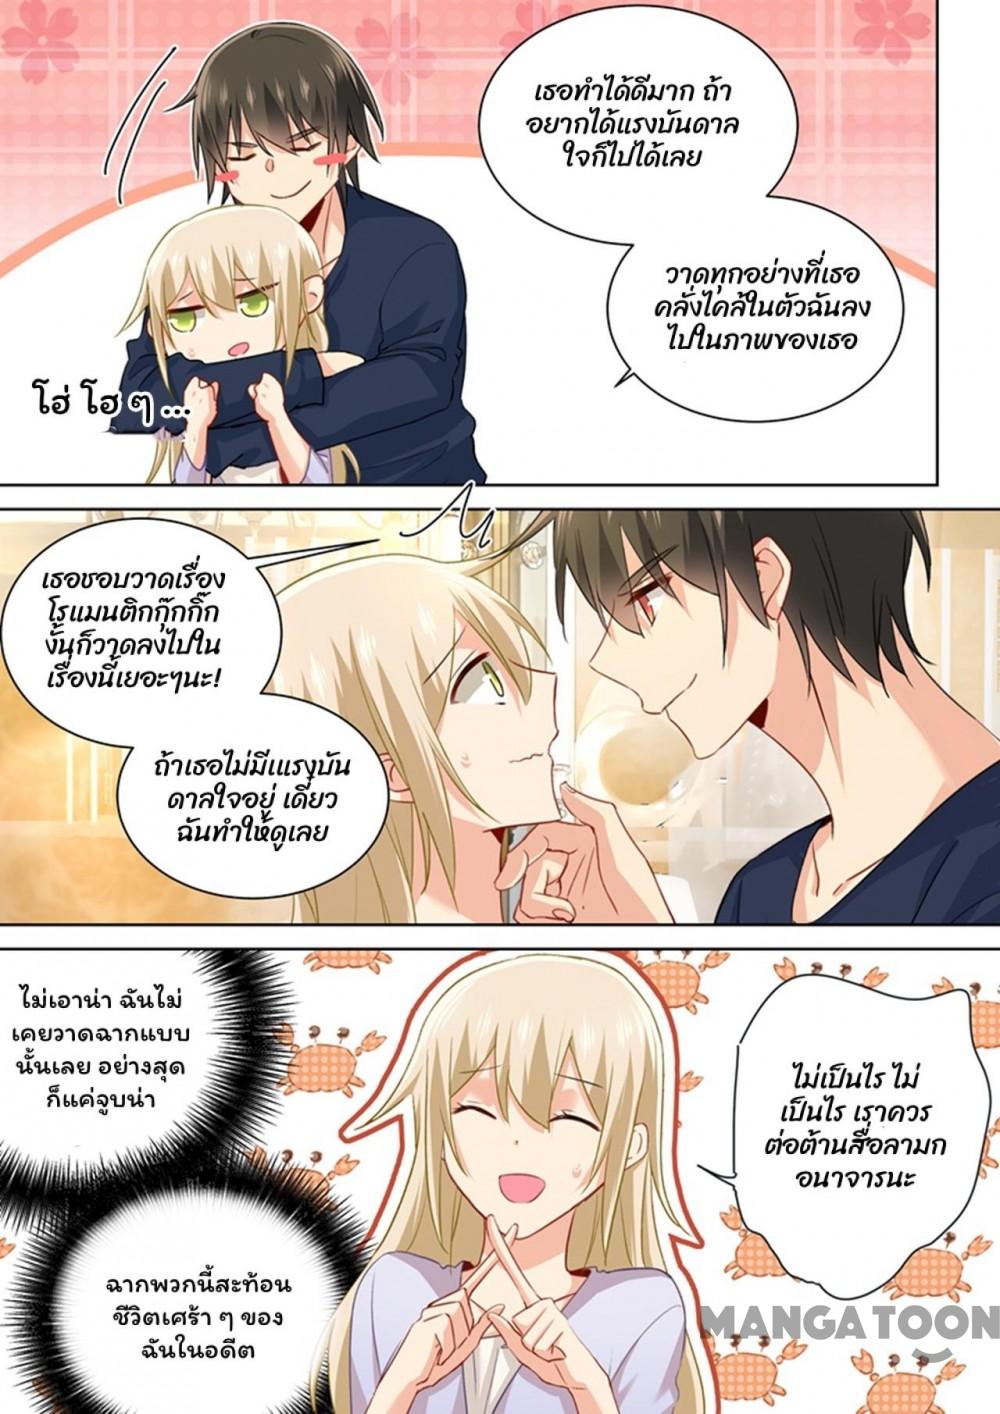 เธอทำได้ดีมาก ถ้า
อยากได้แรงบันดาล
ใจก็ไปได้เลย
วาดทุกอย่างที่เธอ
คลั่งไคล้ในตัวฉันลง
ไปในภาพของเธอ
โฮ่ โฮ ๆ ...
เธอชอบวาดเรื่อง
โรแมนติกกุ๊กกิ๊ก
งั้นก็วาดลงไปใน
เรื่องนี้เยอะๆนะ!
ถ้าเธอไม่มีแรงบัน
ดาลใจอยู่ เดี๋ยว
ฉันทำให้ดูเลย
ไม่เอาน่า ฉันไม่
เคยวาดฉากแบบ
นั้นเลย อย่างสุด
ก็แค่จูบน่า
ไม่เป็นไร ไม่
เป็นไร เราควร
ต่อต้านสื่อลามก
อนาจารนะ
ฉากพวกนี้สะท้อน
ชีวิตเศร้า ๆ ของ
ฉันในอดีต
MANGATOON